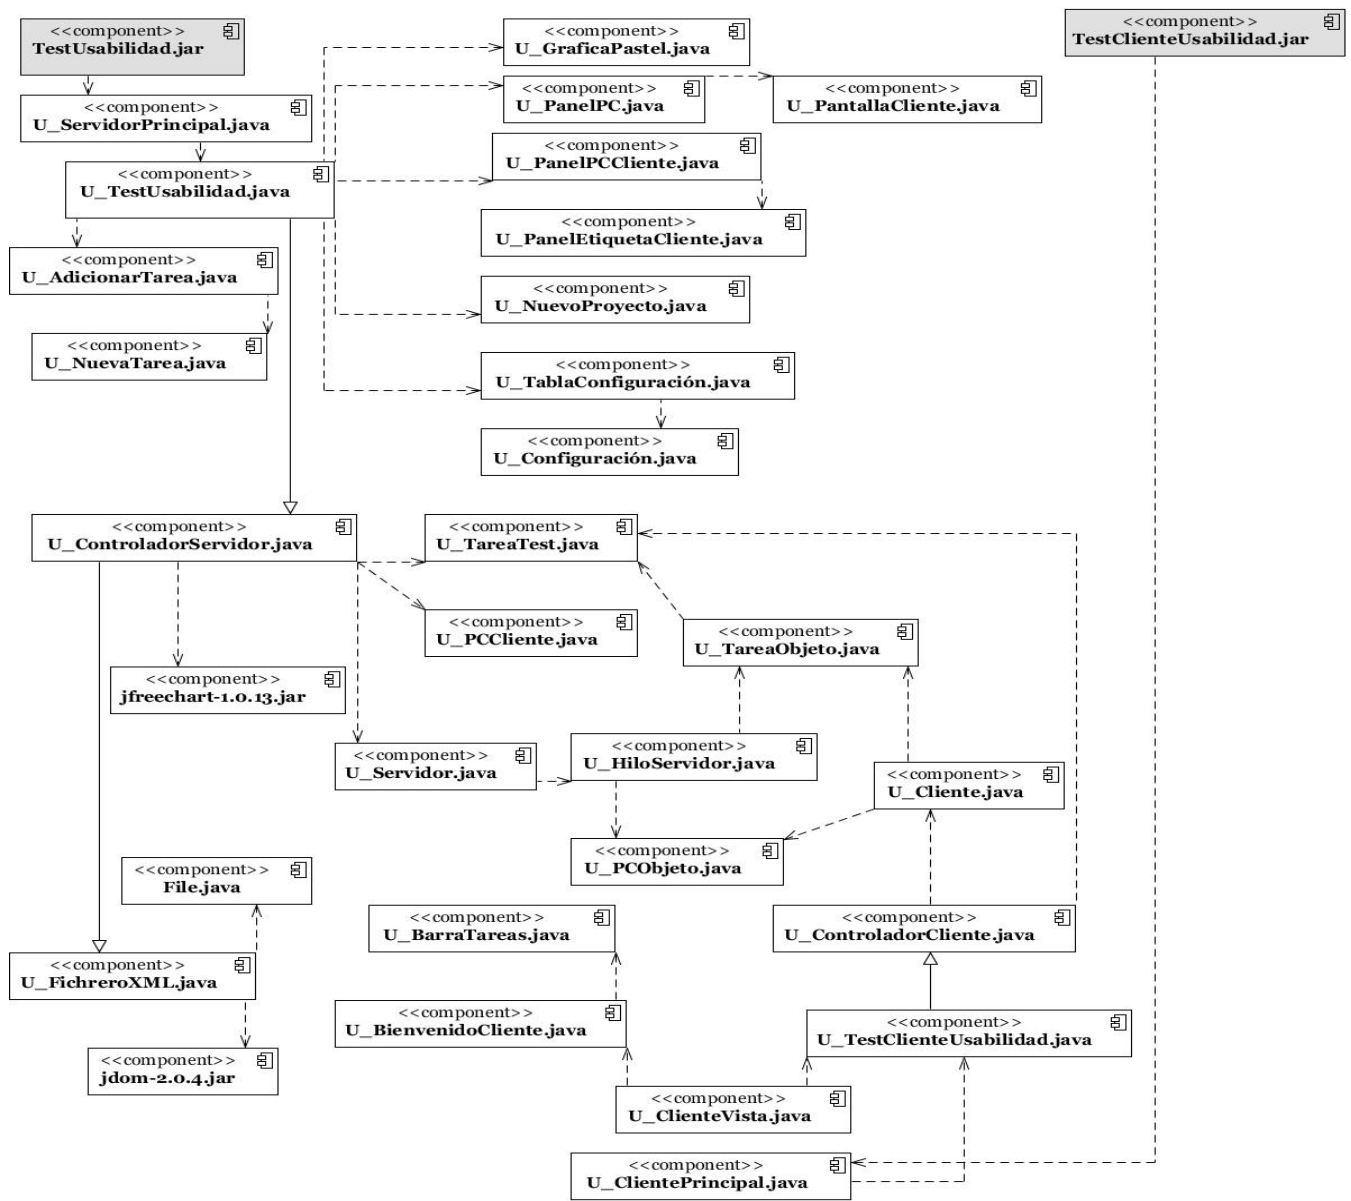 <<component>>
TestUsabilidad.jar
<<component>>
U_GraficaPastel.java
<<component>>
TestClienteUsabilidad.jar
<<component>>
U_ServidorPrincipal.java
<<component>>
U_PanelPC.java
<<component>>
U_PantallaCliente.java
<<component>>
U_PanelPCCliente.java
<<component>>
U_TestUsabilidad.java
<<component>>
U_PanelEtiquetaCliente.java
<<component>>
U_AdicionarTarea.java
<<component>>
U_NuevoProyecto.java
<<component>>
U_NuevaTarea.java
<<component>>
U_TablaConfiguración.java
<<component>>
U_Configuración.java
<<component>>
U_ControladorServidor.java
<<component>>
U_TareaTest.java
<<component>>
U_PCCliente.java
<<component>>
U_TareaObjeto.java
<<component>>
jfreechart-1.0.13.jar
<<component>>
U_Servidor.java
<<component>>
U_HiloServidor.java
<<component>>
U_Cliente.java
<<component>>
U_PCObjeto.java
<<component>>
File.java
<<component>>
U_BarraTareas.java
<<component>>
U_ControladorCliente.java
<<component>>
U_FichreroXML.java
<<component>>
U_BienvenidoCliente.java
<<component>>
U_TestClienteUsabilidad.java
<<component>>
jdom-2.0.4.jar
<<component>>
U_ClienteVista.java
<<component>>
U_ClientePrincipal.java